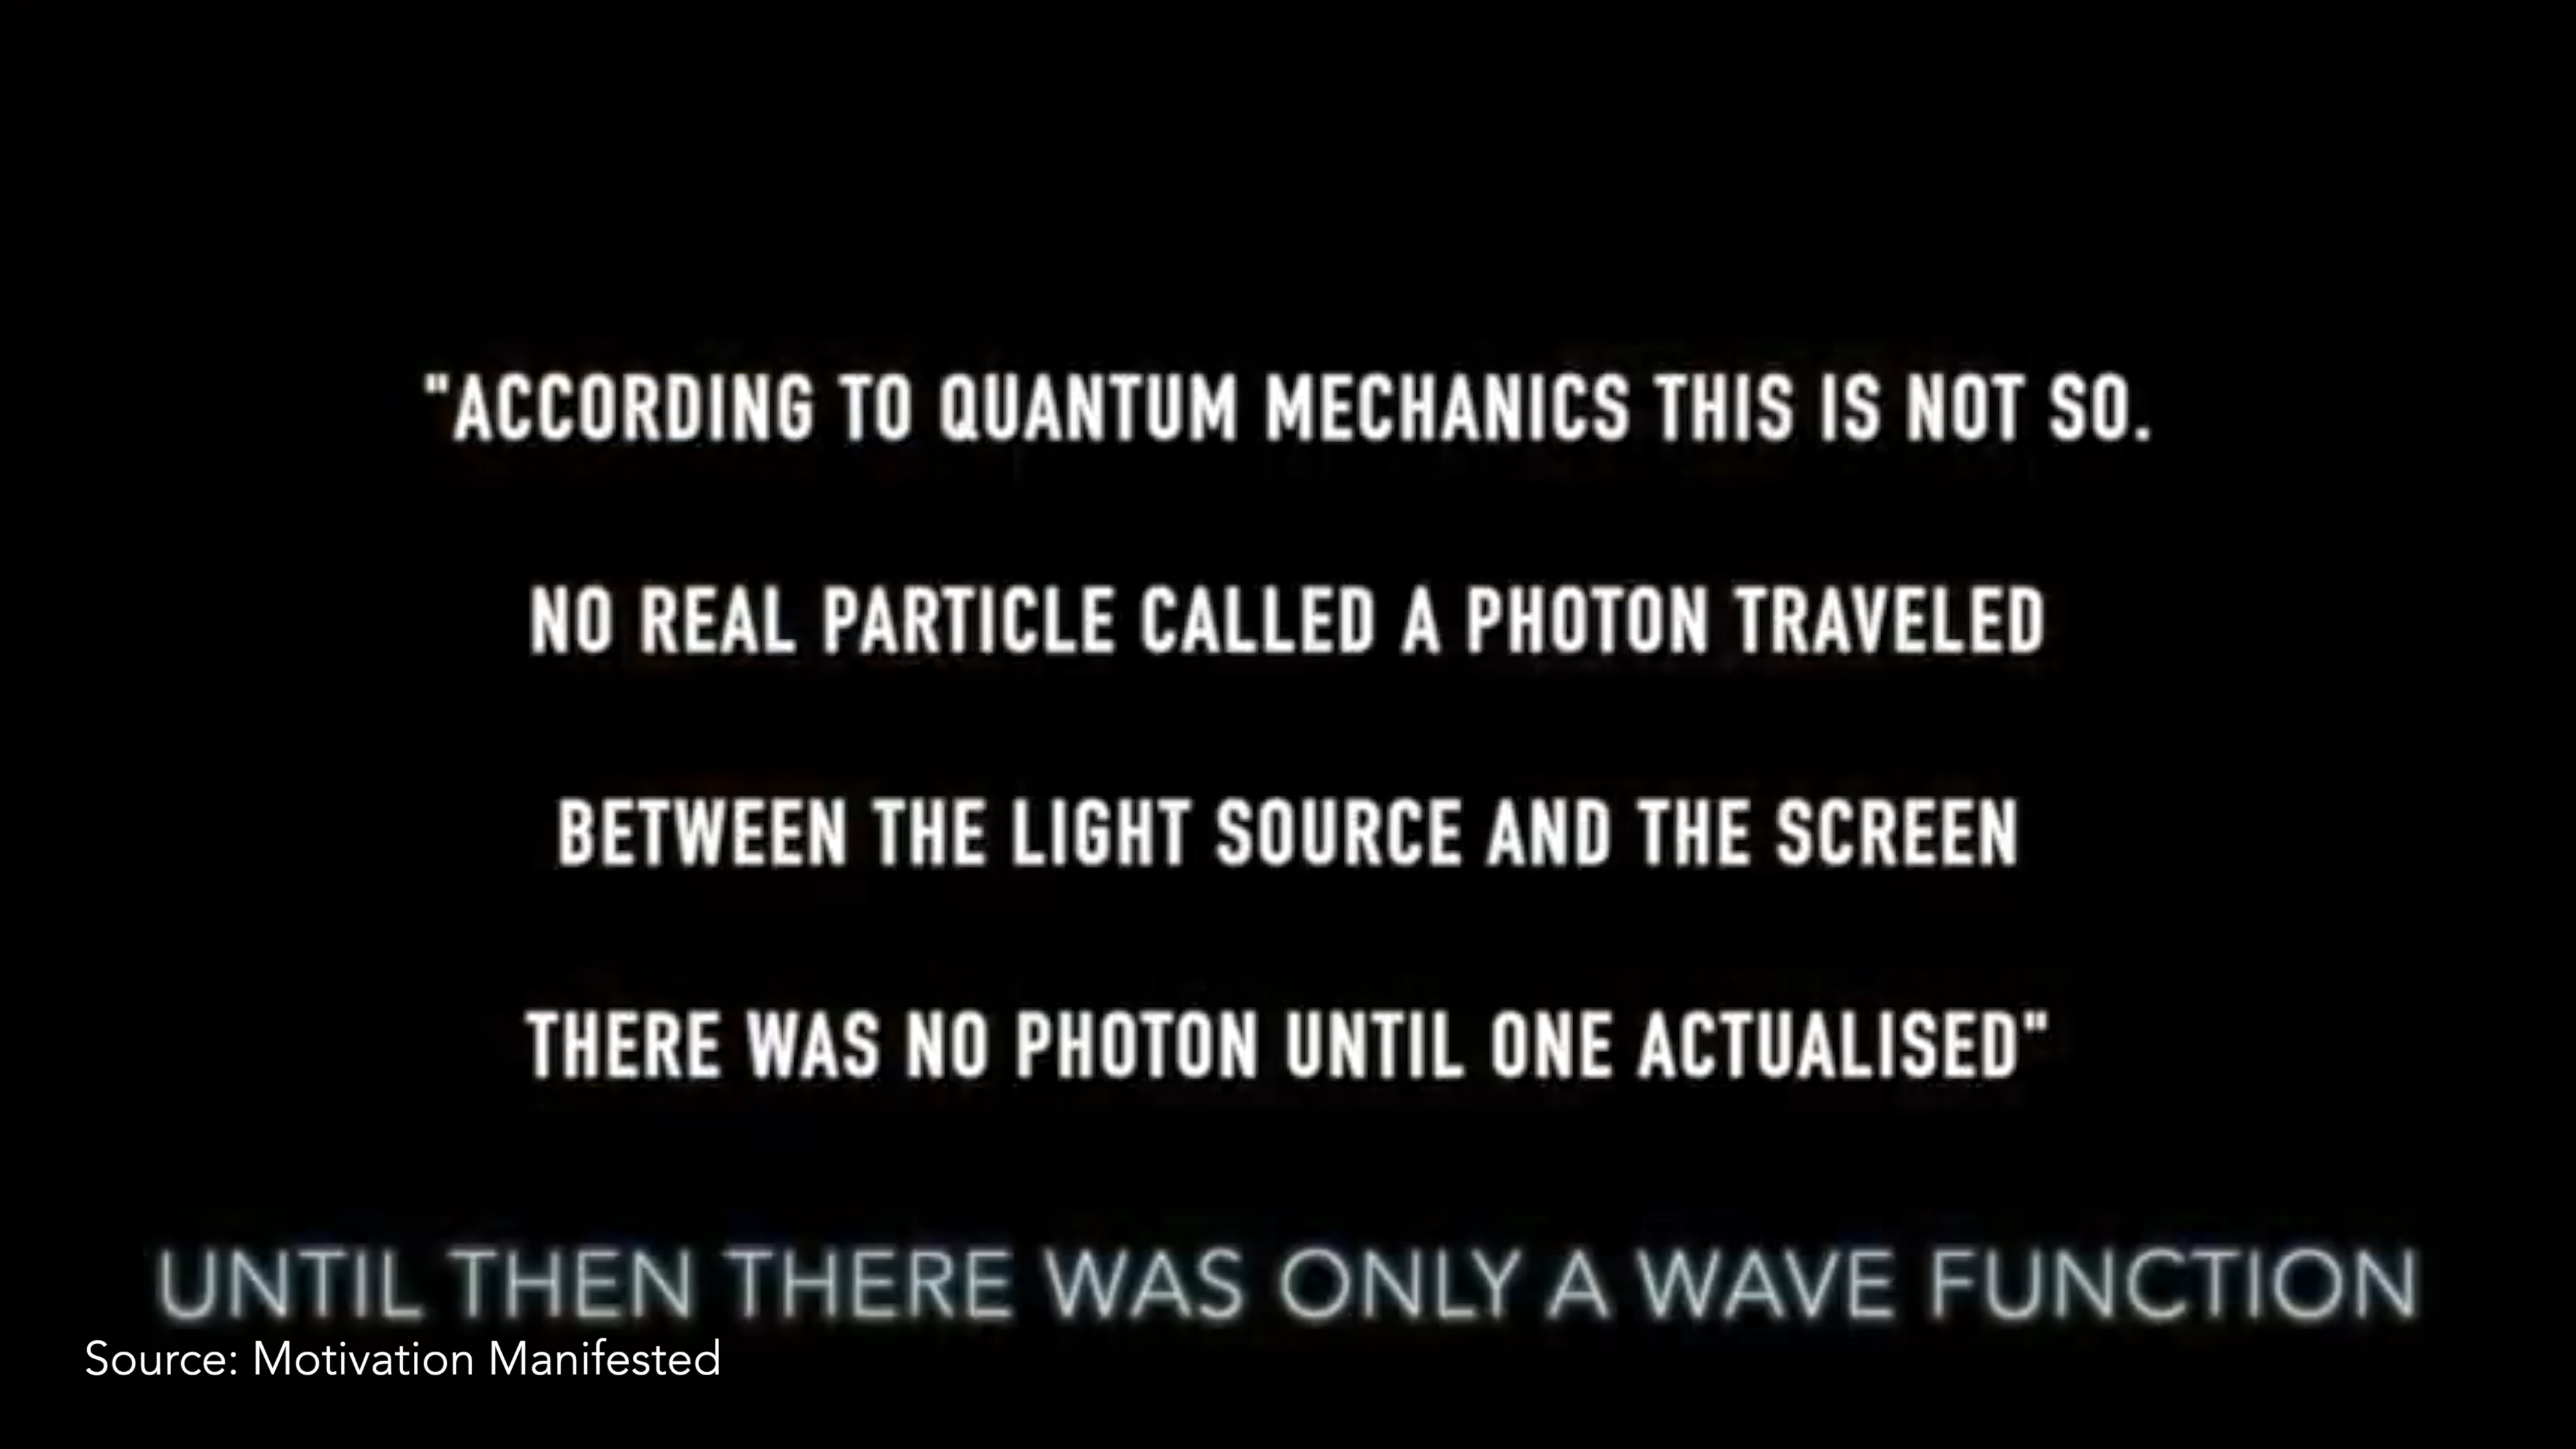 "ACCORDING TO QUANTUM MECHANICS THIS IS NOT SO.
NO REAL PARTICLE CALLED A PHOTON TRAVELED
BETWEEN THE LIGHT SOURCE AND THE SCREEN
THERE WAS NO PHOTON UNTIL ONE ACTUALISED"
UNTIL THEN THERE WAS ONLY A WAVE FUNCTION
Source: Motivation Manifested